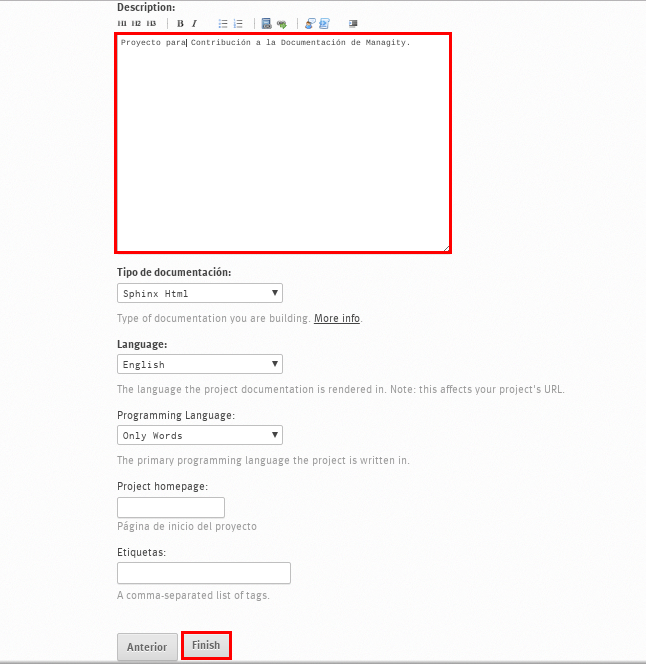 Description:
H1 H2 H3 B I
Proyecto para Contribución a la Documentación de Managity.
Tipo de documentación:
Sphinx Html
Type of documentation you are building. More info.
Language:
English
The language the project documentation is rendered in. Note: this affects your project's URL.
Programming Language:
Only Words
The primary programming language the project is written in.
Project homepage:
Página de inicio del proyecto
Etiquetas:
A comma-separated list of tags.
Anterior Finish